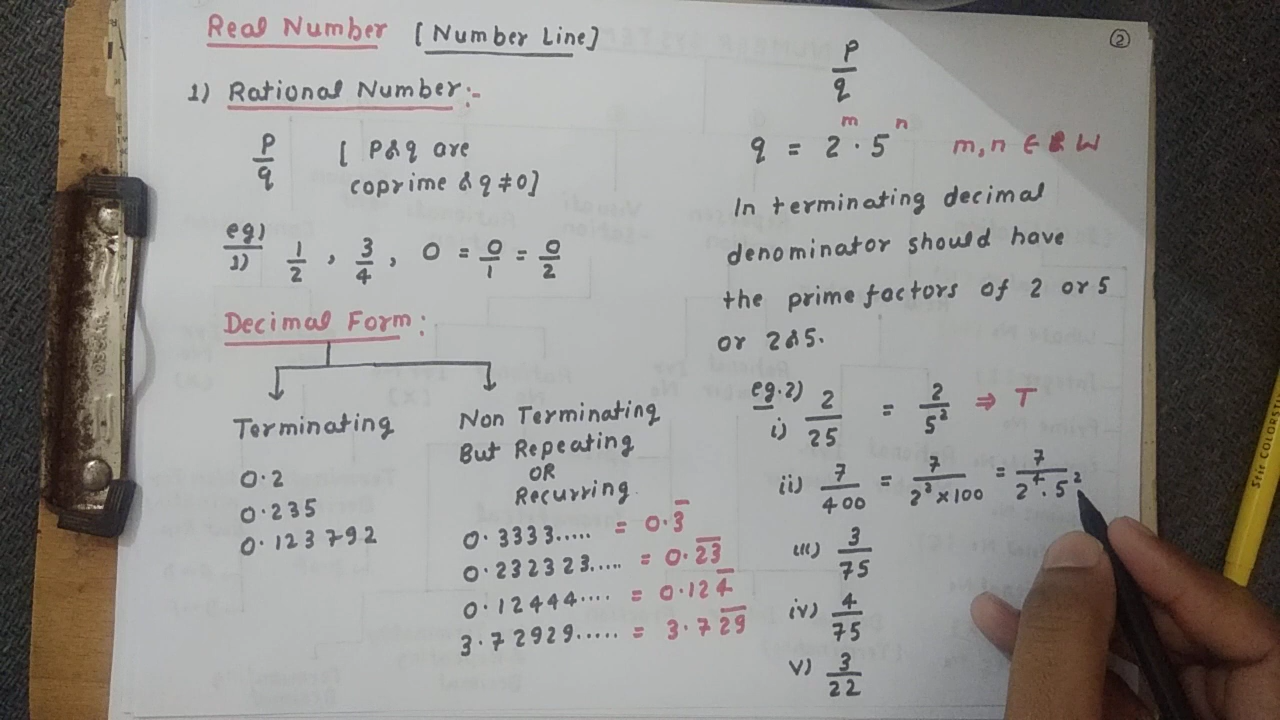 Real Number [Number Line]
②
1) Rational Number:-
P/q [P & q are
coprime & q ≠ 0]
eg)
1) 1/2 , 3/4 , 0 = 0/1 = 0/2
Decimal Form:
Terminating
0.2
0.235
0.123792
Non Terminating
But Repeating
OR
Recurring
0.3333..... = 0.3̅
0.232323.... = 0.2̅3̅
0.12444.... = 0.124̅
3.72929..... = 3.72̅9̅
P/q
q = 2^m · 5^n m,n ∈ W
In terminating decimal
denominator should have
the prime factors of 2 or 5
or 2 & 5.
eg.2)
i) 2/25 = 2/5² ⇒ T
ii) 7/400 = 7/2²×100 = 7/2⁴·5²
iii) 3/75
iv) 4/75
v) 3/22